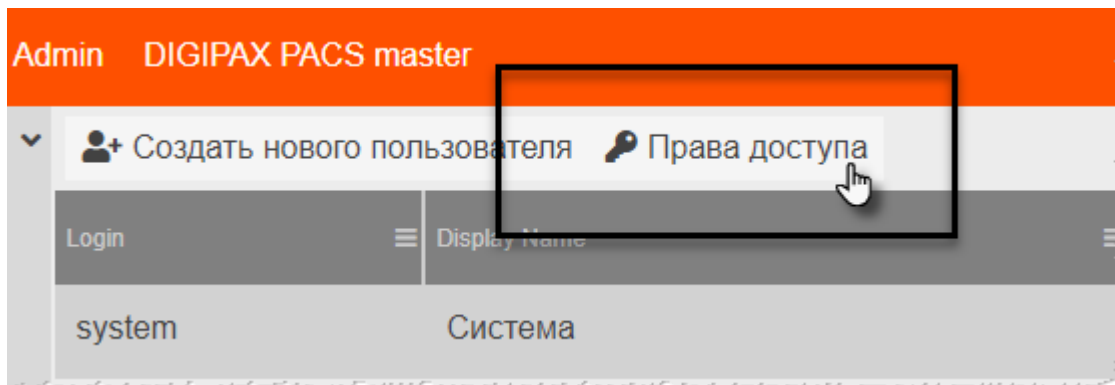 Admin DIGIPAX PACS master
Создать нового пользователя Права доступа
Login Display Name
system Система